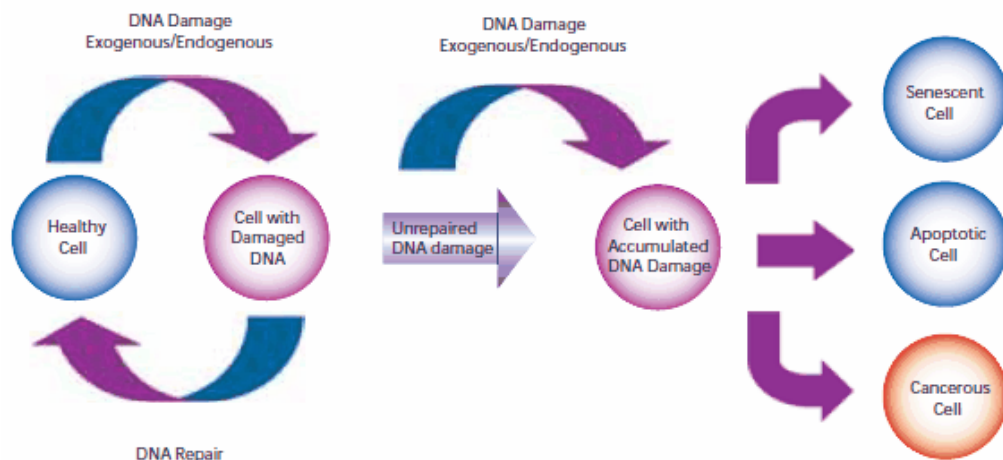 DNA Damage
Exogenous/Endogenous
DNA Damage
Exogenous/Endogenous
Healthy
Cell
Cell with
Damaged
DNA
Unrepaired
DNA damage
Cell with
Accumulated
DNA Damage
Senescent
Cell
Apoptotic
Cell
Cancerous
Cell
DNA Repair